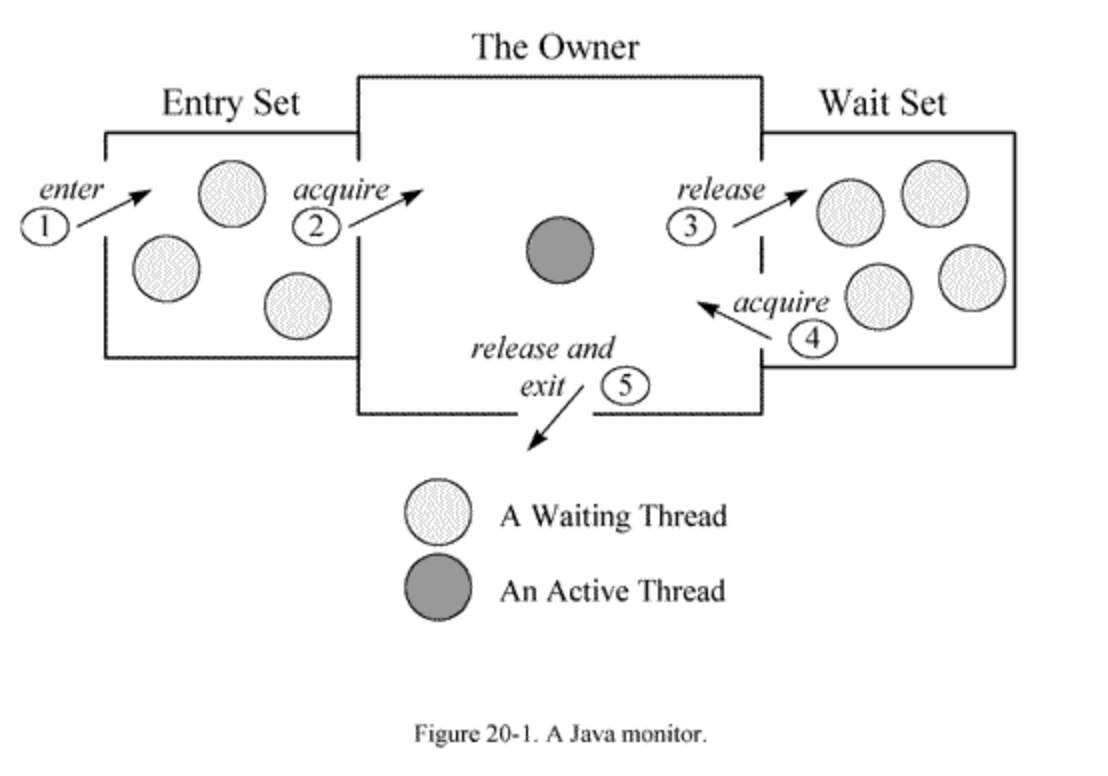 The Owner
Entry Set
Wait Set
enter
1
acquire
2
release
3
acquire
4
release and
exit
5
A Waiting Thread
An Active Thread
Figure 20-1. A Java monitor.